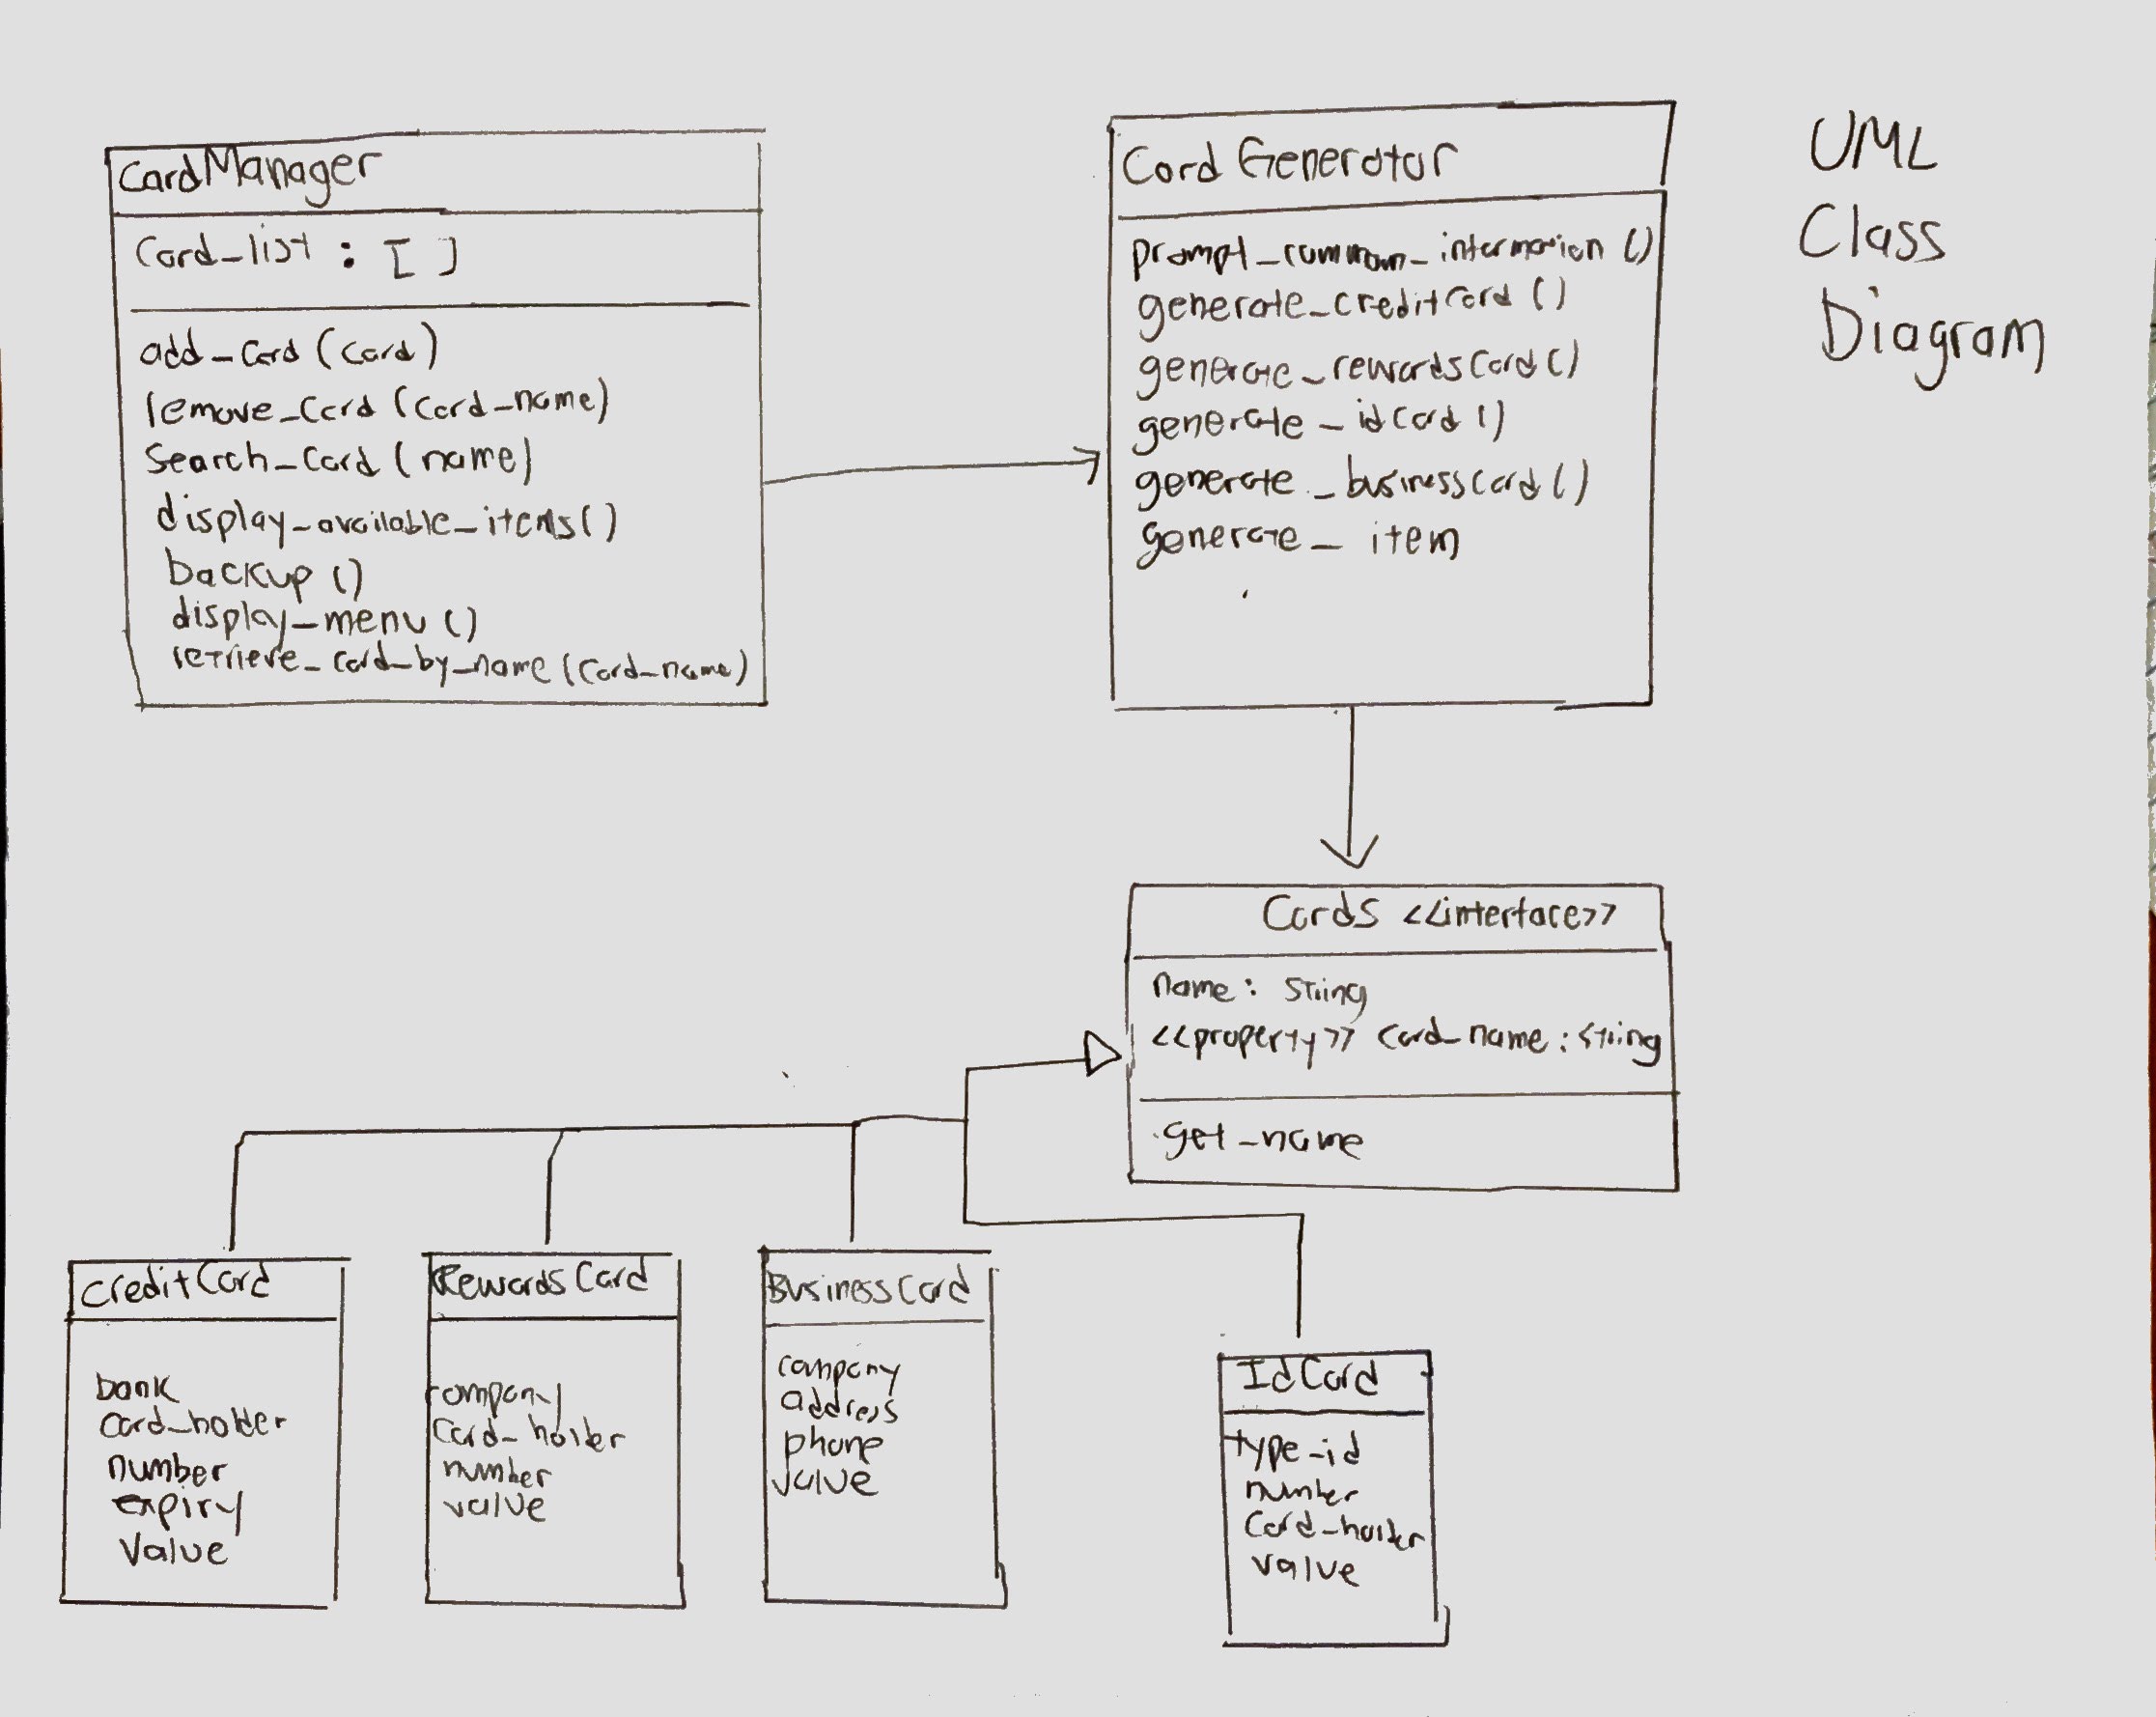 UML
Class
Diagram
CardManager
Card_list : [ ]
add_Card (Card)
remove_Card (Card_name)
Search_Card (name)
display_available_items()
backup ()
display_menu ()
retrieve_card_by_name (Card_name)
Card Generator
prompt_common_information ()
generate_creditCard ()
generate_rewardsCard ()
generate_idCard ()
generate_businessCard ()
generate_item
Cards <<interface>>
name: String
<<property>> Card_name : String
get_name
CreditCard
bank
Card_holder
number
expiry
Value
RewardsCard
company
Card_holder
number
value
BusinessCard
company
address
phone
value
IdCard
type_id
number
Card_holder
value